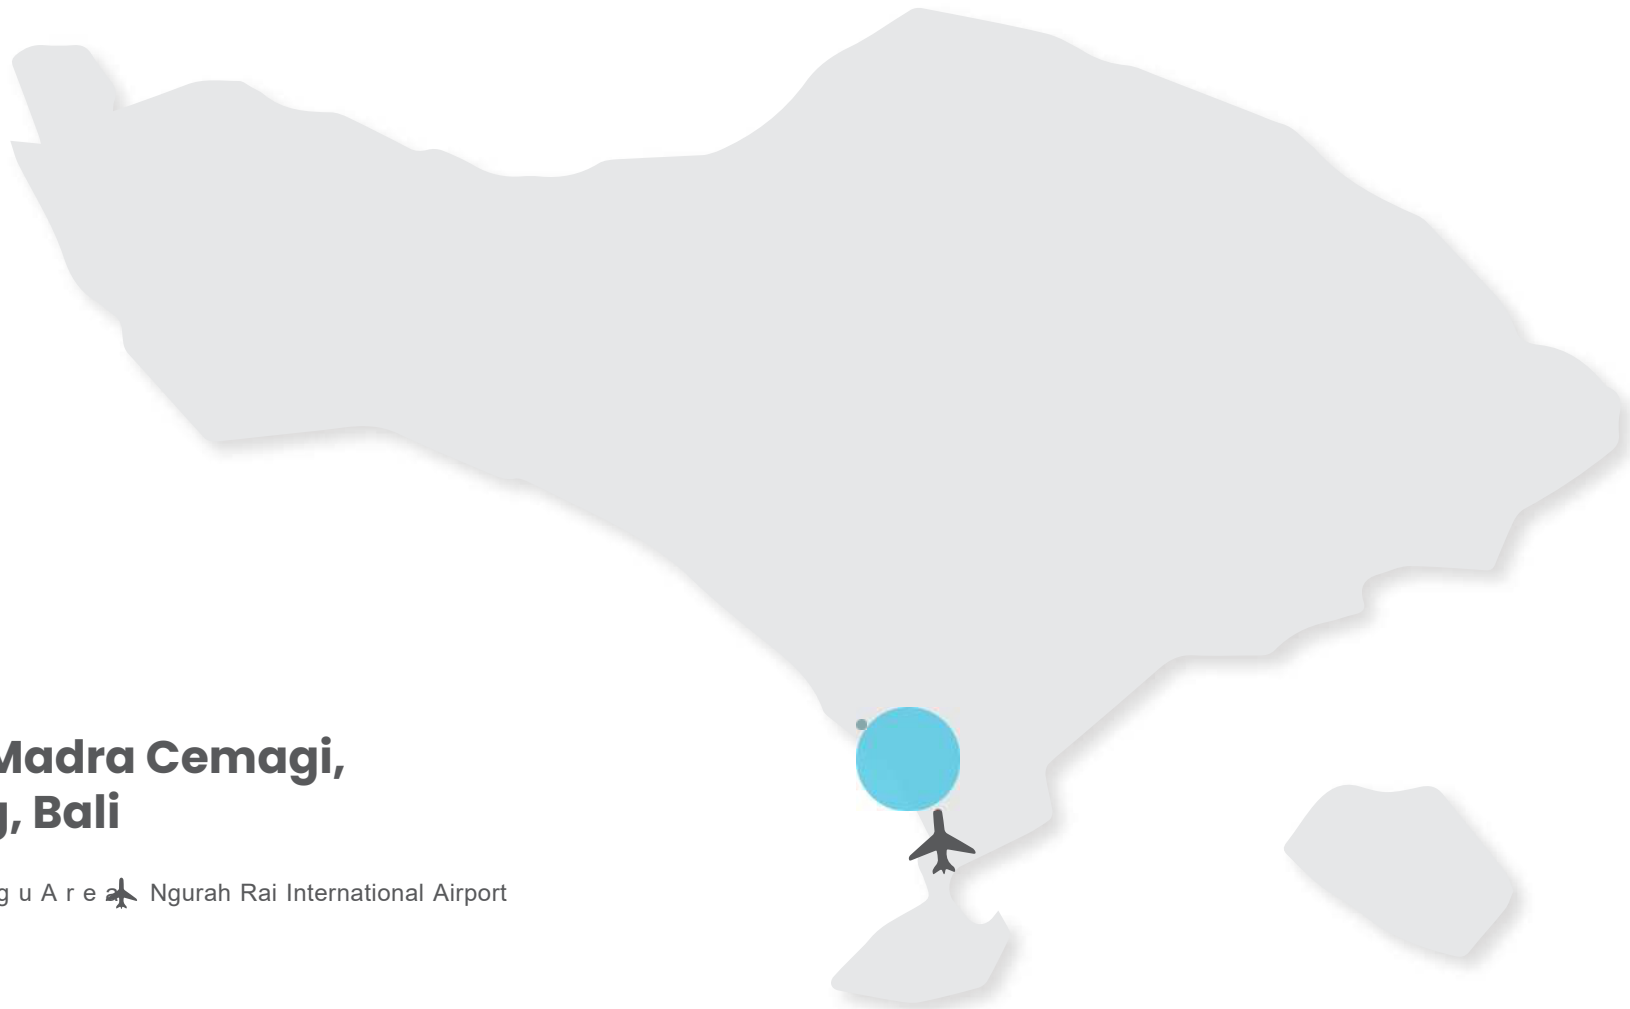 Madra Cemagi,
g, Bali
g u A r e a Ngurah Rai International Airport